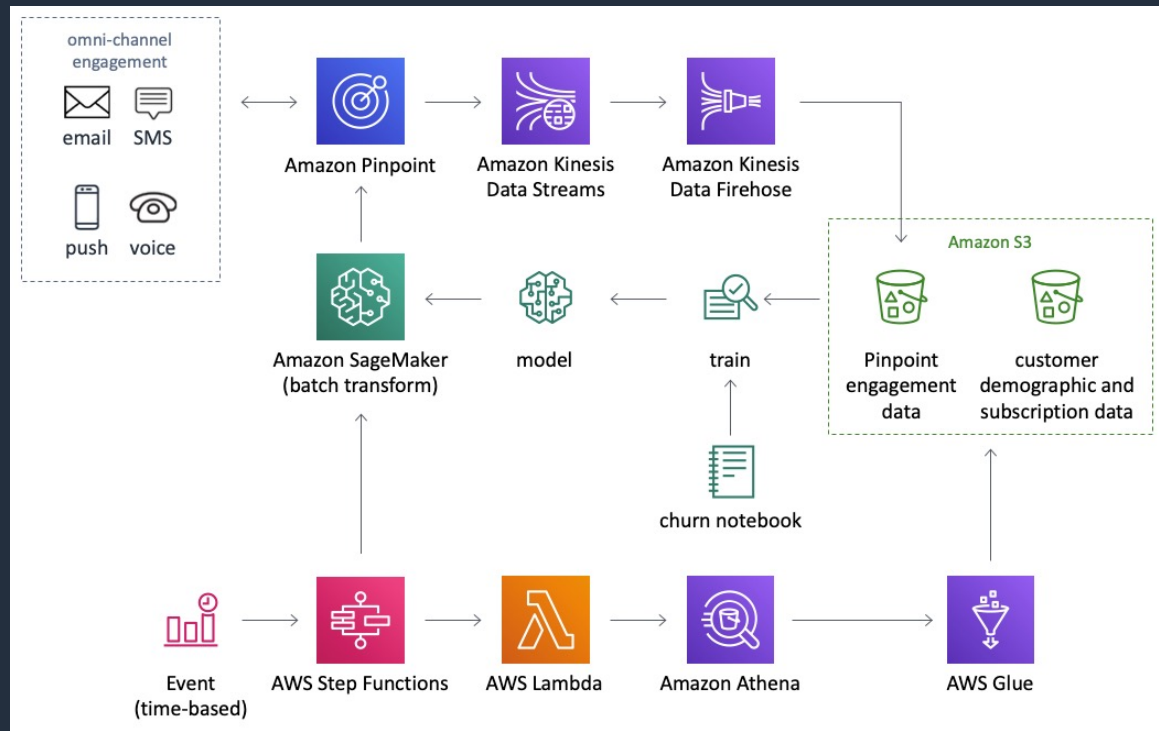 omni-channel
engagement
email
SMS
push
voice
Amazon Pinpoint
Amazon Kinesis
Data Streams
Amazon Kinesis
Data Firehose
Amazon S3
Amazon SageMaker
(batch transform)
model
train
Pinpoint
engagement
data
customer
demographic and
subscription data
churn notebook
Event
(time-based)
AWS Step Functions
AWS Lambda
Amazon Athena
AWS Glue